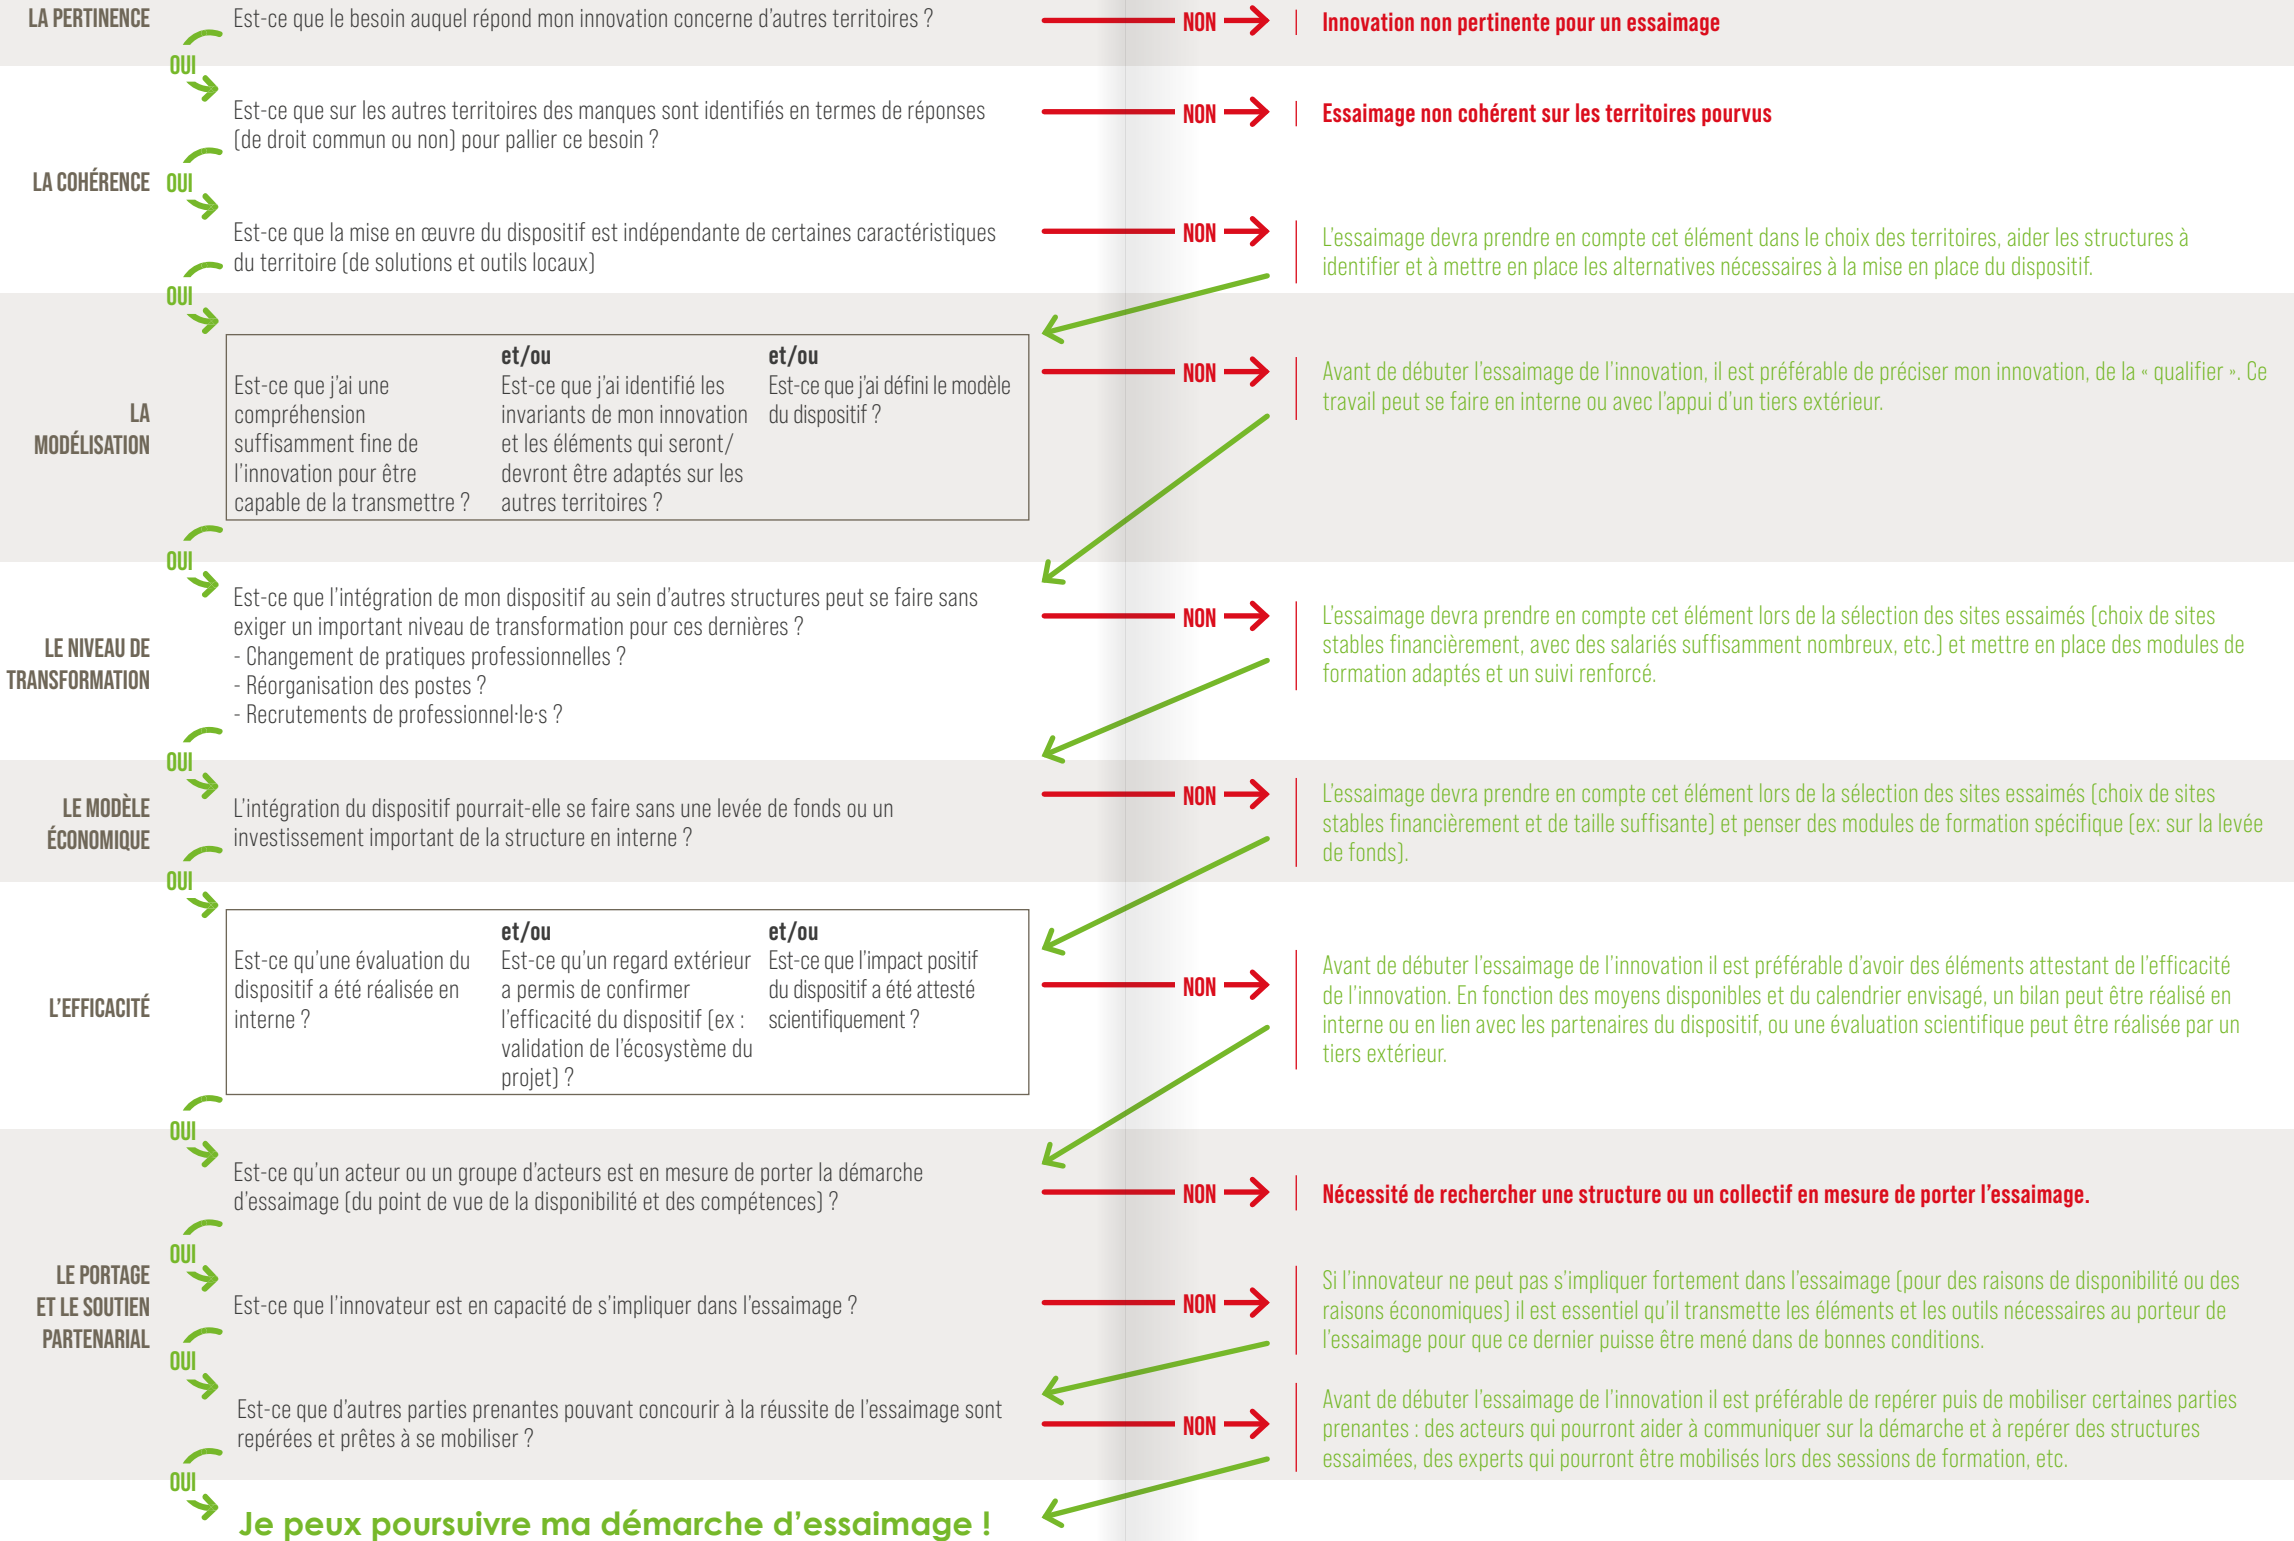 LA PERTINENCE
Est-ce que le besoin auquel répond mon innovation concerne d'autres territoires ?
NON
Innovation non pertinente pour un essaimage
OUI
LA COHÉRENCE
Est-ce que sur les autres territoires des manques sont identifiés en termes de réponses
(de droit commun ou non) pour pallier ce besoin ?
NON
Essaimage non cohérent sur les territoires pourvus
OUI
Est-ce que la mise en œuvre du dispositif est indépendante de certaines caractéristiques
du territoire (de solutions et outils locaux)
NON
L'essaimage devra prendre en compte cet élément dans le choix des territoires, aider les structures à
identifier et à mettre en place les alternatives nécessaires à la mise en place du dispositif.
OUI
LA
MODÉLISATION
Est-ce que j'ai une
compréhension
suffisamment fine de
l'innovation pour être
capable de la transmettre ?
et/ou
Est-ce que j'ai identifié les
invariants de mon innovation
et les éléments qui seront/
devront être adaptés sur les
autres territoires ?
et/ou
Est-ce que j'ai défini le modèle
du dispositif ?
NON
Avant de débuter l'essaimage de l'innovation, il est préférable de préciser mon innovation, de la « qualifier ». Ce
travail peut se faire en interne ou avec l'appui d'un tiers extérieur.
OUI
LE NIVEAU DE
TRANSFORMATION
Est-ce que l'intégration de mon dispositif au sein d'autres structures peut se faire sans
exiger un important niveau de transformation pour ces dernières ?
- Changement de pratiques professionnelles ?
- Réorganisation des postes ?
- Recrutements de professionnel·le·s ?
NON
L'essaimage devra prendre en compte cet élément lors de la sélection des sites essaimés (choix de sites
stables financièrement, avec des salariés suffisamment nombreux, etc.) et mettre en place des modules de
formation adaptés et un suivi renforcé.
OUI
LE MODÈLE
ÉCONOMIQUE
L'intégration du dispositif pourrait-elle se faire sans une levée de fonds ou un
investissement important de la structure en interne ?
NON
L'essaimage devra prendre en compte cet élément lors de la sélection des sites essaimés (choix de sites
stables financièrement et de taille suffisante) et penser des modules de formation spécifique (ex: sur la levée
de fonds).
OUI
L'EFFICACITÉ
Est-ce qu'une évaluation du
dispositif a été réalisée en
interne ?
et/ou
Est-ce qu'un regard extérieur
a permis de confirmer
l'efficacité du dispositif (ex :
validation de l'écosystème du
projet) ?
et/ou
Est-ce que l'impact positif
du dispositif a été attesté
scientifiquement ?
NON
Avant de débuter l'essaimage de l'innovation il est préférable d'avoir des éléments attestant de l'efficacité
de l'innovation. En fonction des moyens disponibles et du calendrier envisagé, un bilan peut être réalisé en
interne ou en lien avec les partenaires du dispositif, ou une évaluation scientifique peut être réalisée par un
tiers extérieur.
OUI
LE PORTAGE
ET LE SOUTIEN
PARTENARIAL
Est-ce qu'un acteur ou un groupe d'acteurs est en mesure de porter la démarche
d'essaimage (du point de vue de la disponibilité et des compétences) ?
NON
Nécessité de rechercher une structure ou un collectif en mesure de porter l'essaimage.
OUI
Est-ce que l'innovateur est en capacité de s'impliquer dans l'essaimage ?
NON
Si l'innovateur ne peut pas s'impliquer fortement dans l'essaimage (pour des raisons de disponibilité ou des
raisons économiques) il est essentiel qu'il transmette les éléments et les outils nécessaires au porteur de
l'essaimage pour que ce dernier puisse être mené dans de bonnes conditions.
OUI
Est-ce que d'autres parties prenantes pouvant concourir à la réussite de l'essaimage sont
repérées et prêtes à se mobiliser ?
NON
Avant de débuter l'essaimage de l'innovation il est préférable de repérer puis de mobiliser certaines parties
prenantes : des acteurs qui pourront aider à communiquer sur la démarche et à repérer des structures
essaimées, des experts qui pourront être mobilisés lors des sessions de formation, etc.
OUI
Je peux poursuivre ma démarche d'essaimage !